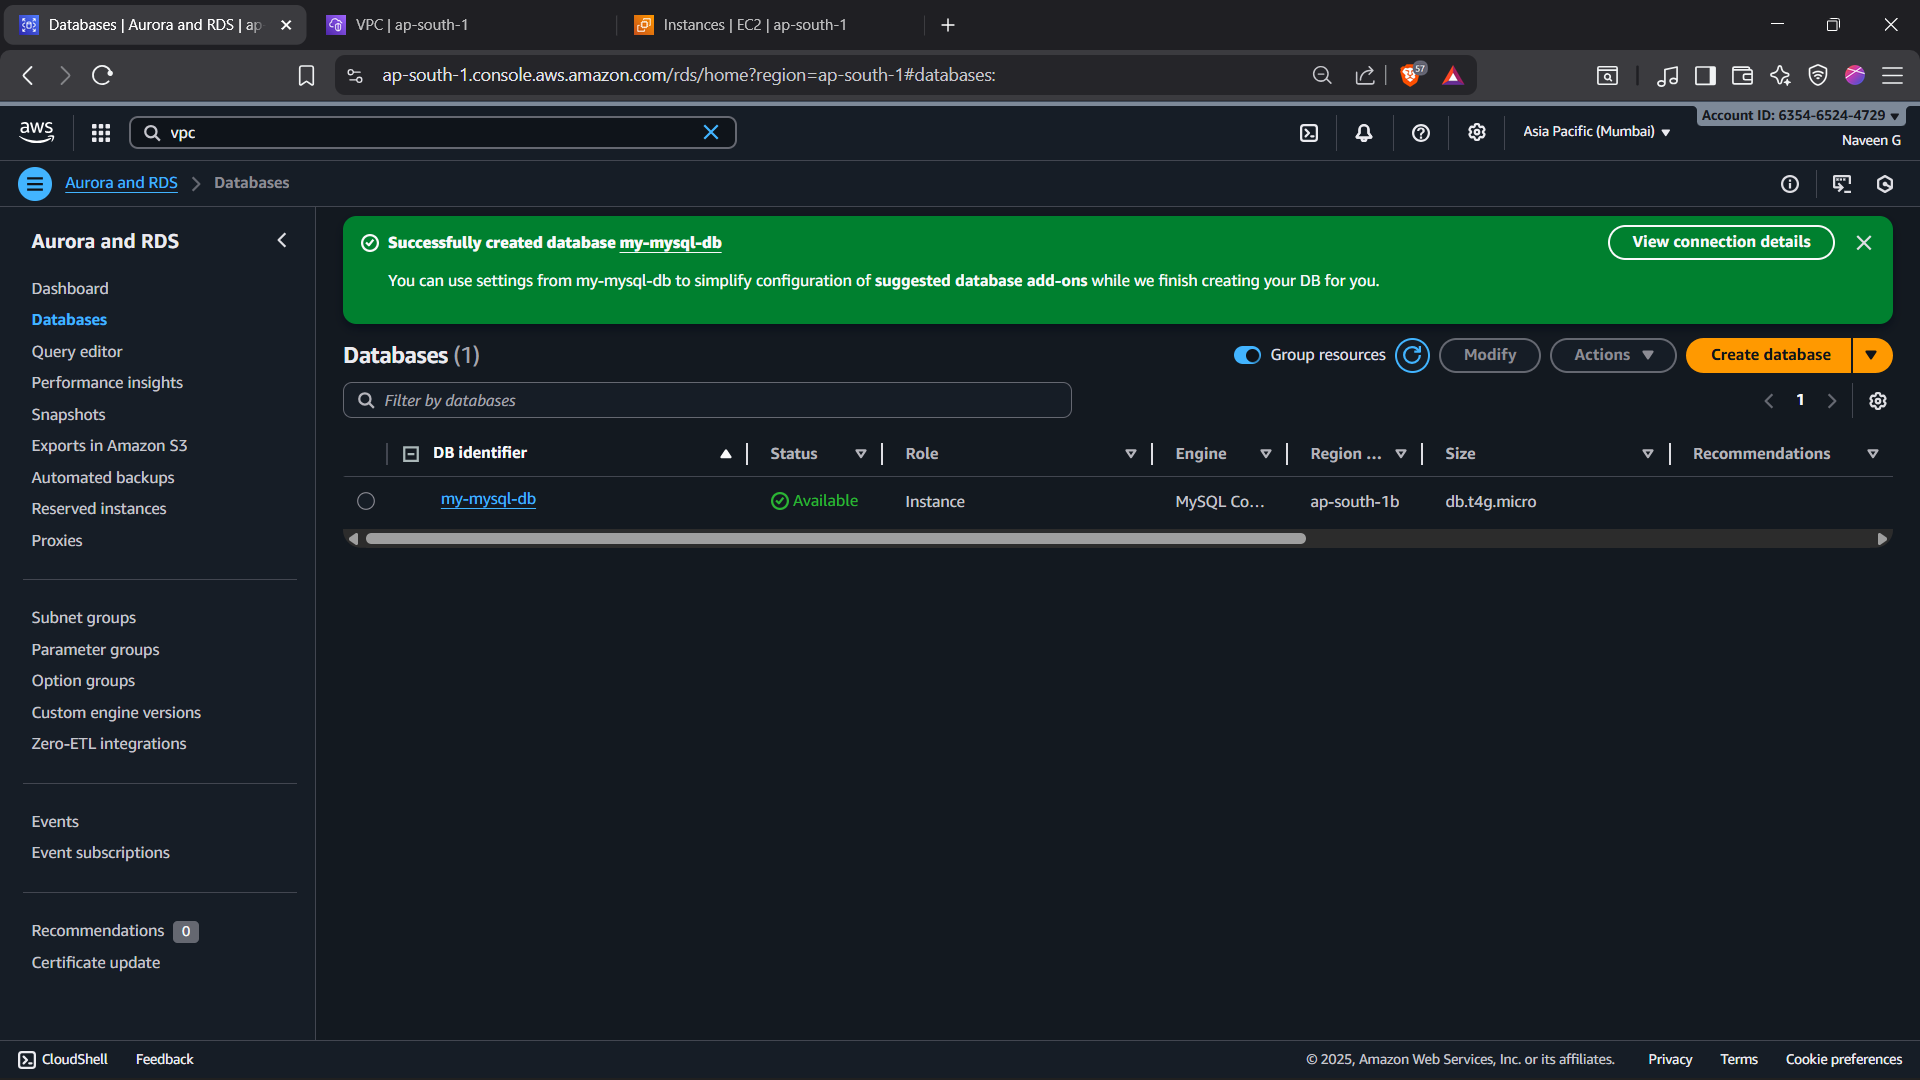 Databases | Aurora and RDS | ap
VPC | ap-south-1
Instances | EC2 | ap-south-1
ap-south-1.console.aws.amazon.com/rds/home?region=ap-south-1#databases:
57
aws
vpc
Asia Pacific (Mumbai)
Account ID: 6354-6524-4729
Naveen G
Aurora and RDS
Databases
Aurora and RDS
Dashboard
Databases
Query editor
Performance insights
Snapshots
Exports in Amazon S3
Automated backups
Reserved instances
Proxies
Subnet groups
Parameter groups
Option groups
Custom engine versions
Zero-ETL integrations
Events
Event subscriptions
Recommendations 0
Certificate update
Successfully created database my-mysql-db
View connection details
You can use settings from my-mysql-db to simplify configuration of suggested database add-ons while we finish creating your DB for you.
Databases (1)
Group resources
Modify
Actions
Create database
Filter by databases
1
DB identifier Status Role Engine Region ... Size Recommendations
my-mysql-db Available Instance MySQL Co... ap-south-1b db.t4g.micro
CloudShell
Feedback
© 2025, Amazon Web Services, Inc. or its affiliates.
Privacy
Terms
Cookie preferences